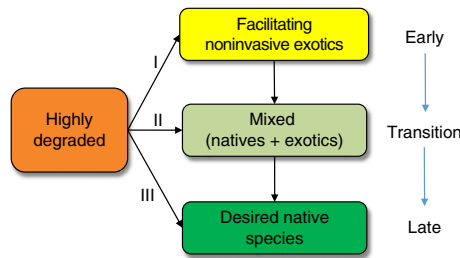 Facilitating
noninvasive exotics
Early
I
Highly
degraded
II
Mixed
(natives + exotics)
Transition
III
Desired native
species
Late